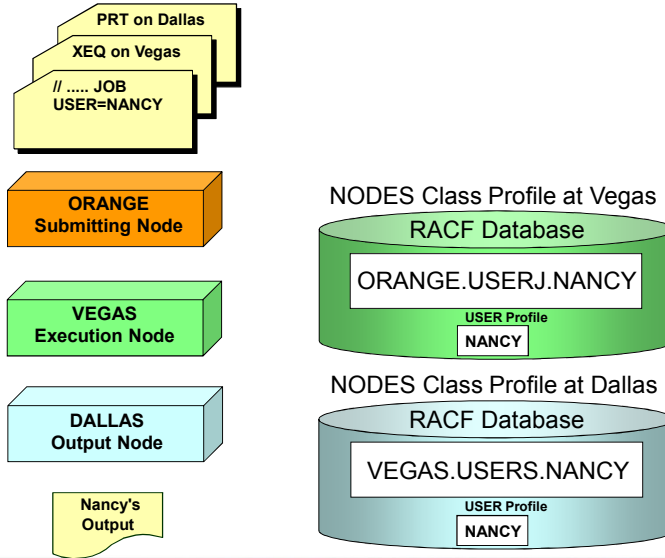 PRT on Dallas
XEQ on Vegas
// ..... JOB
USER=NANCY
ORANGE
Submitting Node
VEGAS
Execution Node
DALLAS
Output Node
Nancy's
Output
NODES Class Profile at Vegas
RACF Database
ORANGE.USERJ.NANCY
USER Profile
NANCY
NODES Class Profile at Dallas
RACF Database
VEGAS.USERS.NANCY
USER Profile
NANCY